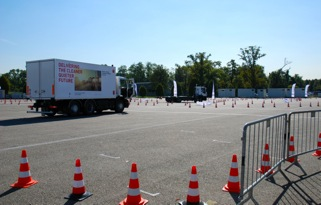 DELIVERING
THE CLEANER,
QUIETER
FUTURE